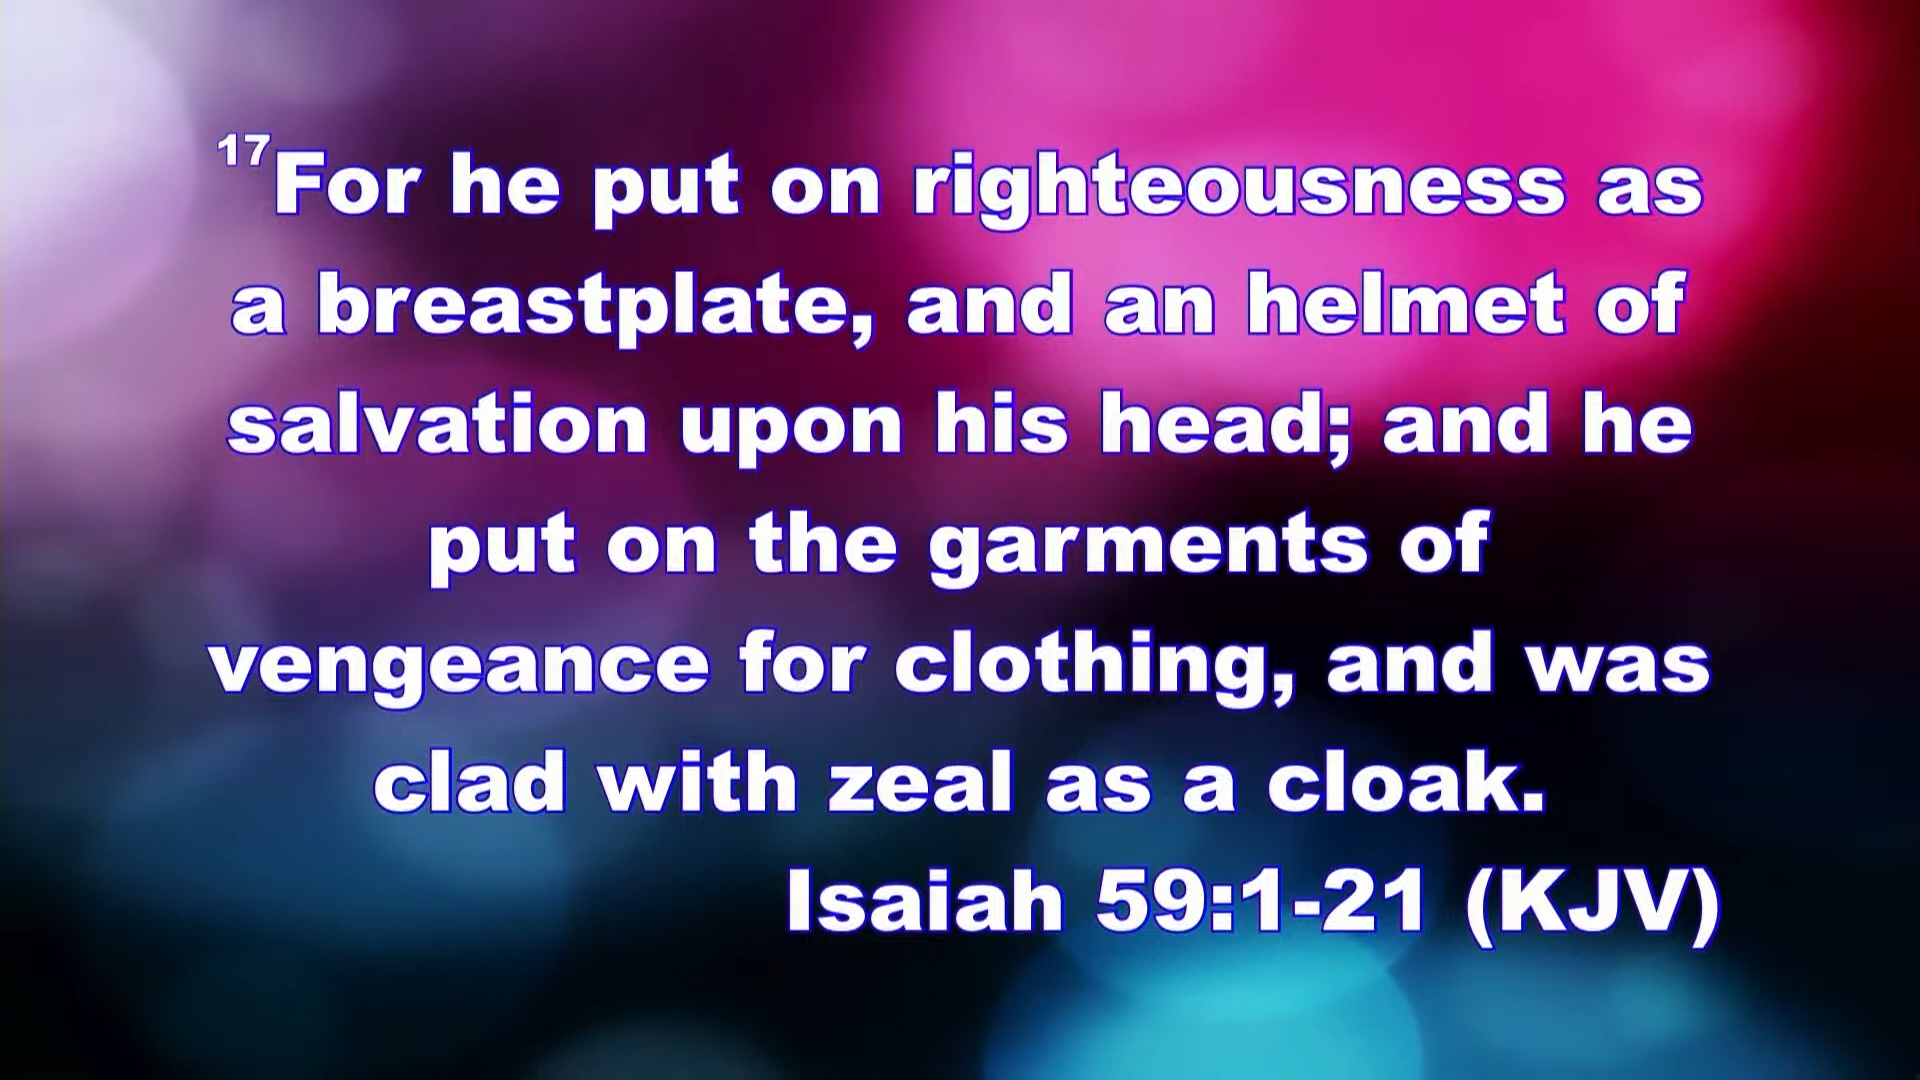 17For he put on righteousness as
a breastplate, and an helmet of
salvation upon his head; and he
put on the garments of
vengeance for clothing, and was
clad with zeal as a cloak.
Isaiah 59:1-21 (KJV)